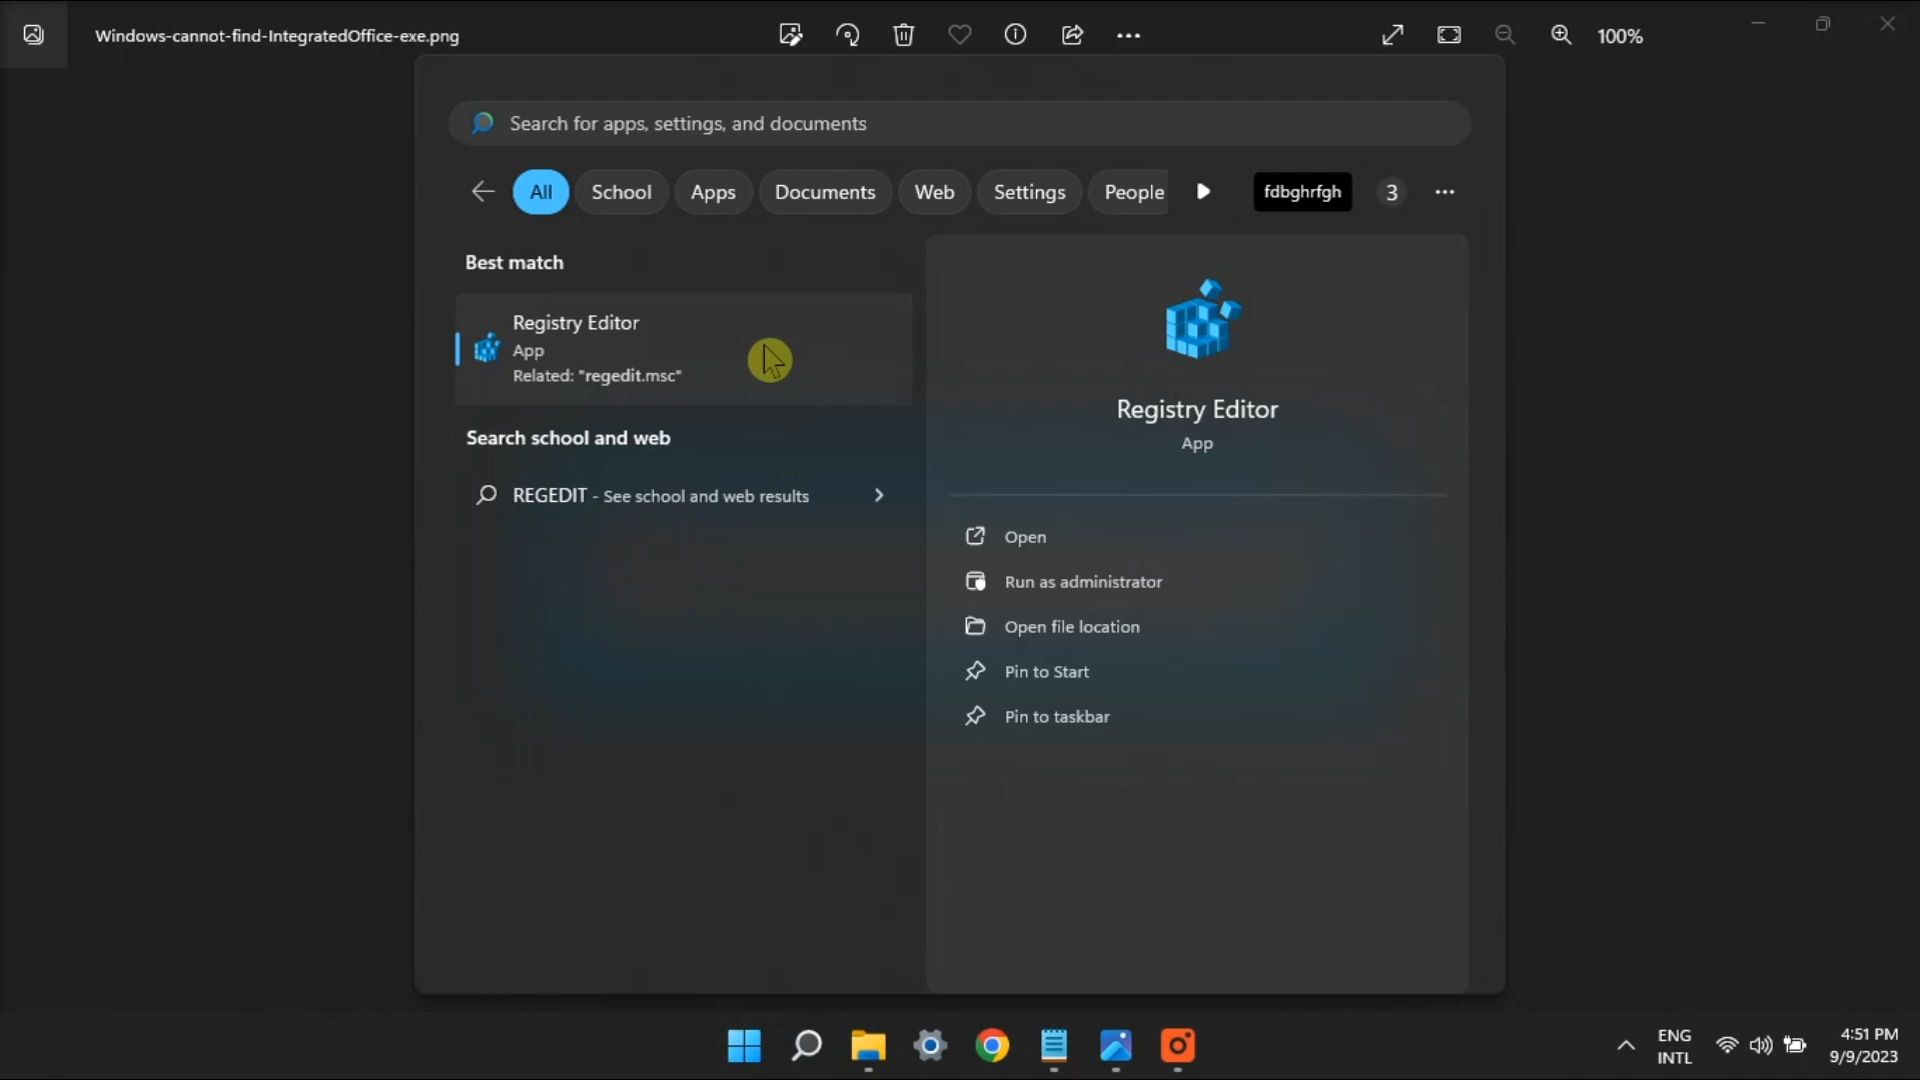 Windows-cannot-find-IntegratedOffice-exe.png
100%
Search for apps, settings, and documents
All School Apps Documents Web Settings People fdbghrfgh 3
Best match
Registry Editor
App
Related: "regedit.msc"
Search school and web
REGEDIT - See school and web results
Registry Editor
App
Open
Run as administrator
Open file location
Pin to Start
Pin to taskbar
ENG
INTL
4:51 PM
9/9/2023